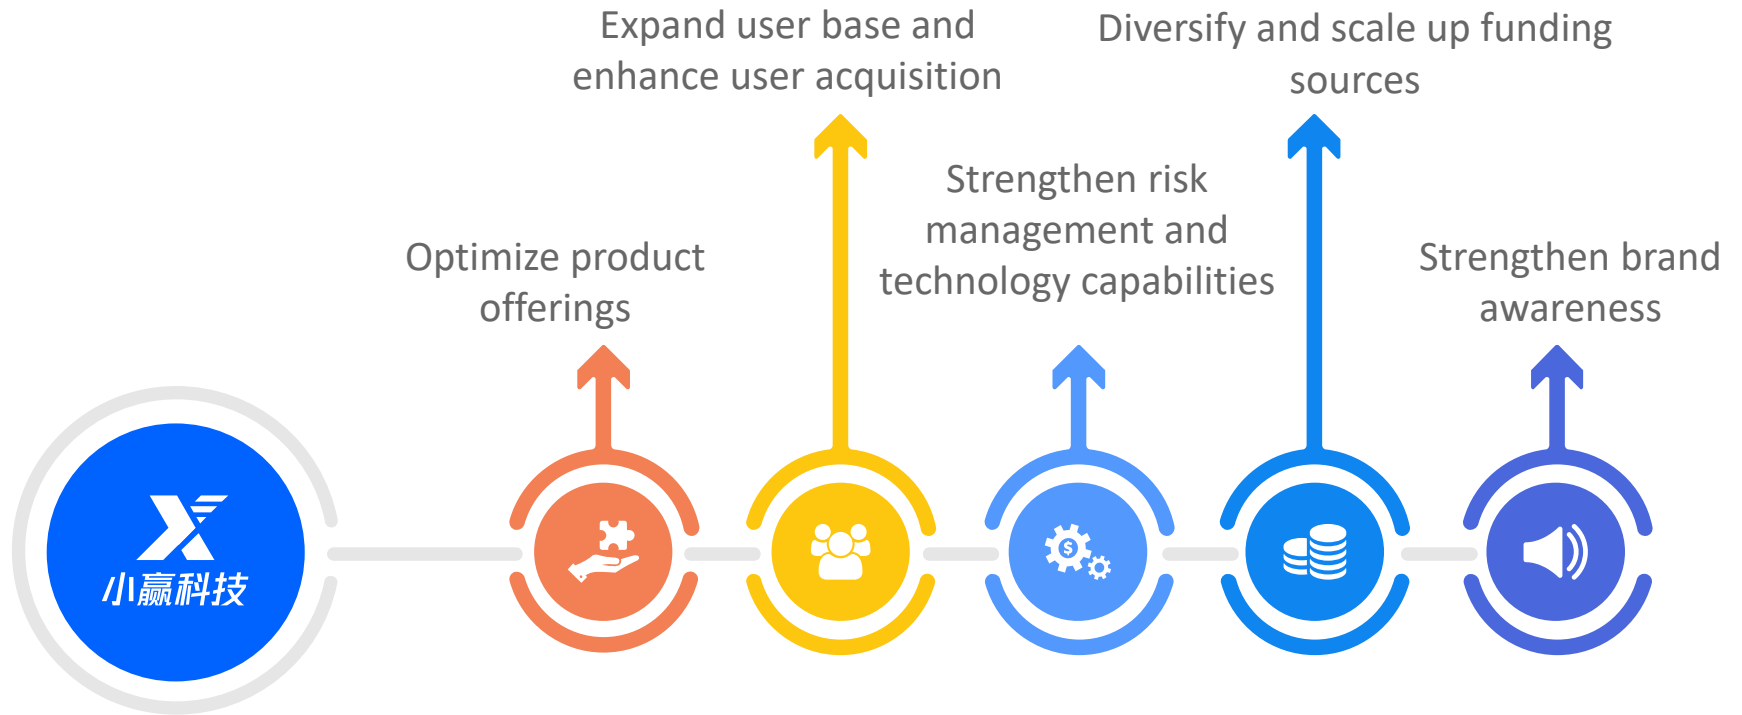 Expand user base and
enhance user acquisition
Diversify and scale up funding
sources
Strengthen risk
management and
technology capabilities
Optimize product
offerings
Strengthen brand
awareness
小赢科技
$